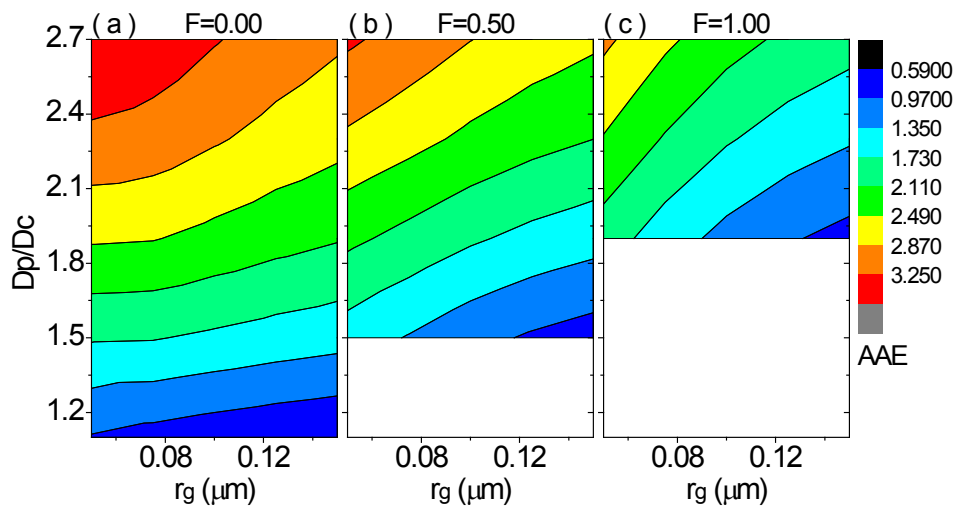 ( a ) F=0.00 ( b ) F=0.50 ( c ) F=1.00
2.7
2.4
2.1
1.8
1.5
1.2
Dp/Dc
0.5900
0.9700
1.350
1.730
2.110
2.490
2.870
3.250
AAE
0.08 0.12 0.08 0.12 0.08 0.12
rg (μm) rg (μm) rg (μm)